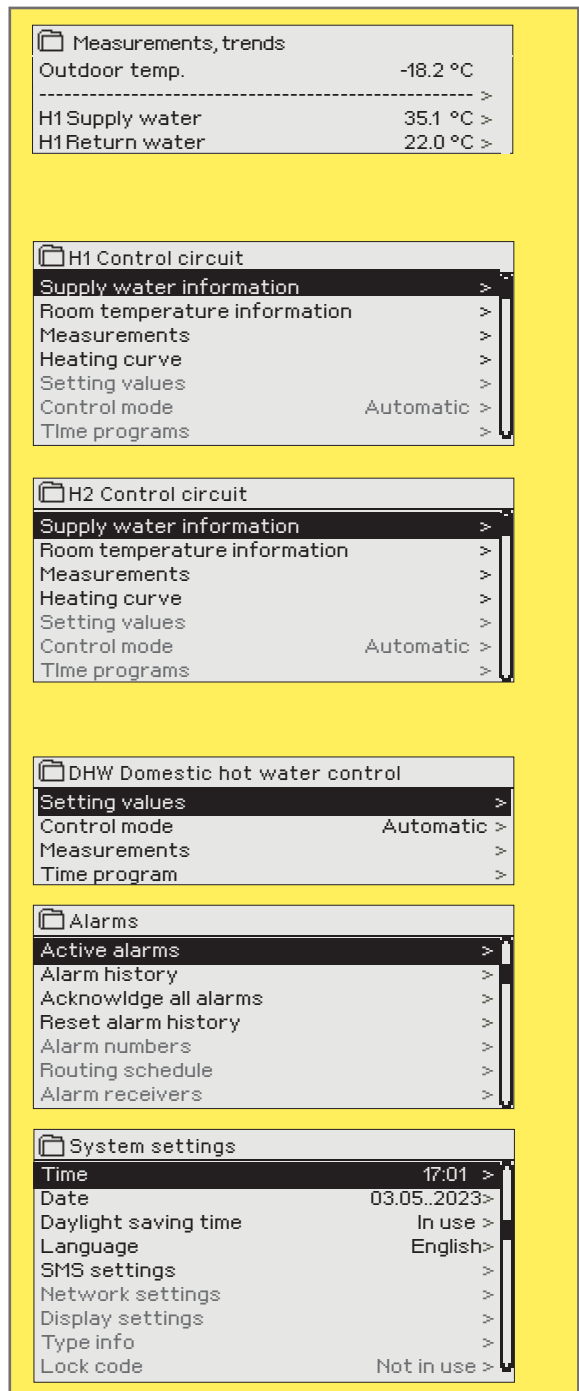 Measurements, trends
Outdoor temp. -18.2 °C
--------------------------------------------------- >
H1 Supply water 35.1 °C >
H1 Return water 22.0 °C >
H1 Control circuit
Supply water information >
Room temperature information >
Measurements >
Heating curve >
Setting values >
Control mode Automatic >
TIme programs >
H2 Control circuit
Supply water information >
Room temperature information >
Measurements >
Heating curve >
Setting values >
Control mode Automatic >
TIme programs >
DHW Domestic hot water control
Setting values >
Control mode Automatic >
Measurements >
Time program >
Alarms
Active alarms >
Alarm history >
Acknowldge all alarms >
Reset alarm history >
Alarm numbers >
Routing schedule >
Alarm receivers >
System settings
Time 17:01 >
Date 03.05..2023>
Daylight saving time In use >
Language English>
SMS settings >
Network settings >
Display settings >
Type info >
Lock code Not in use >